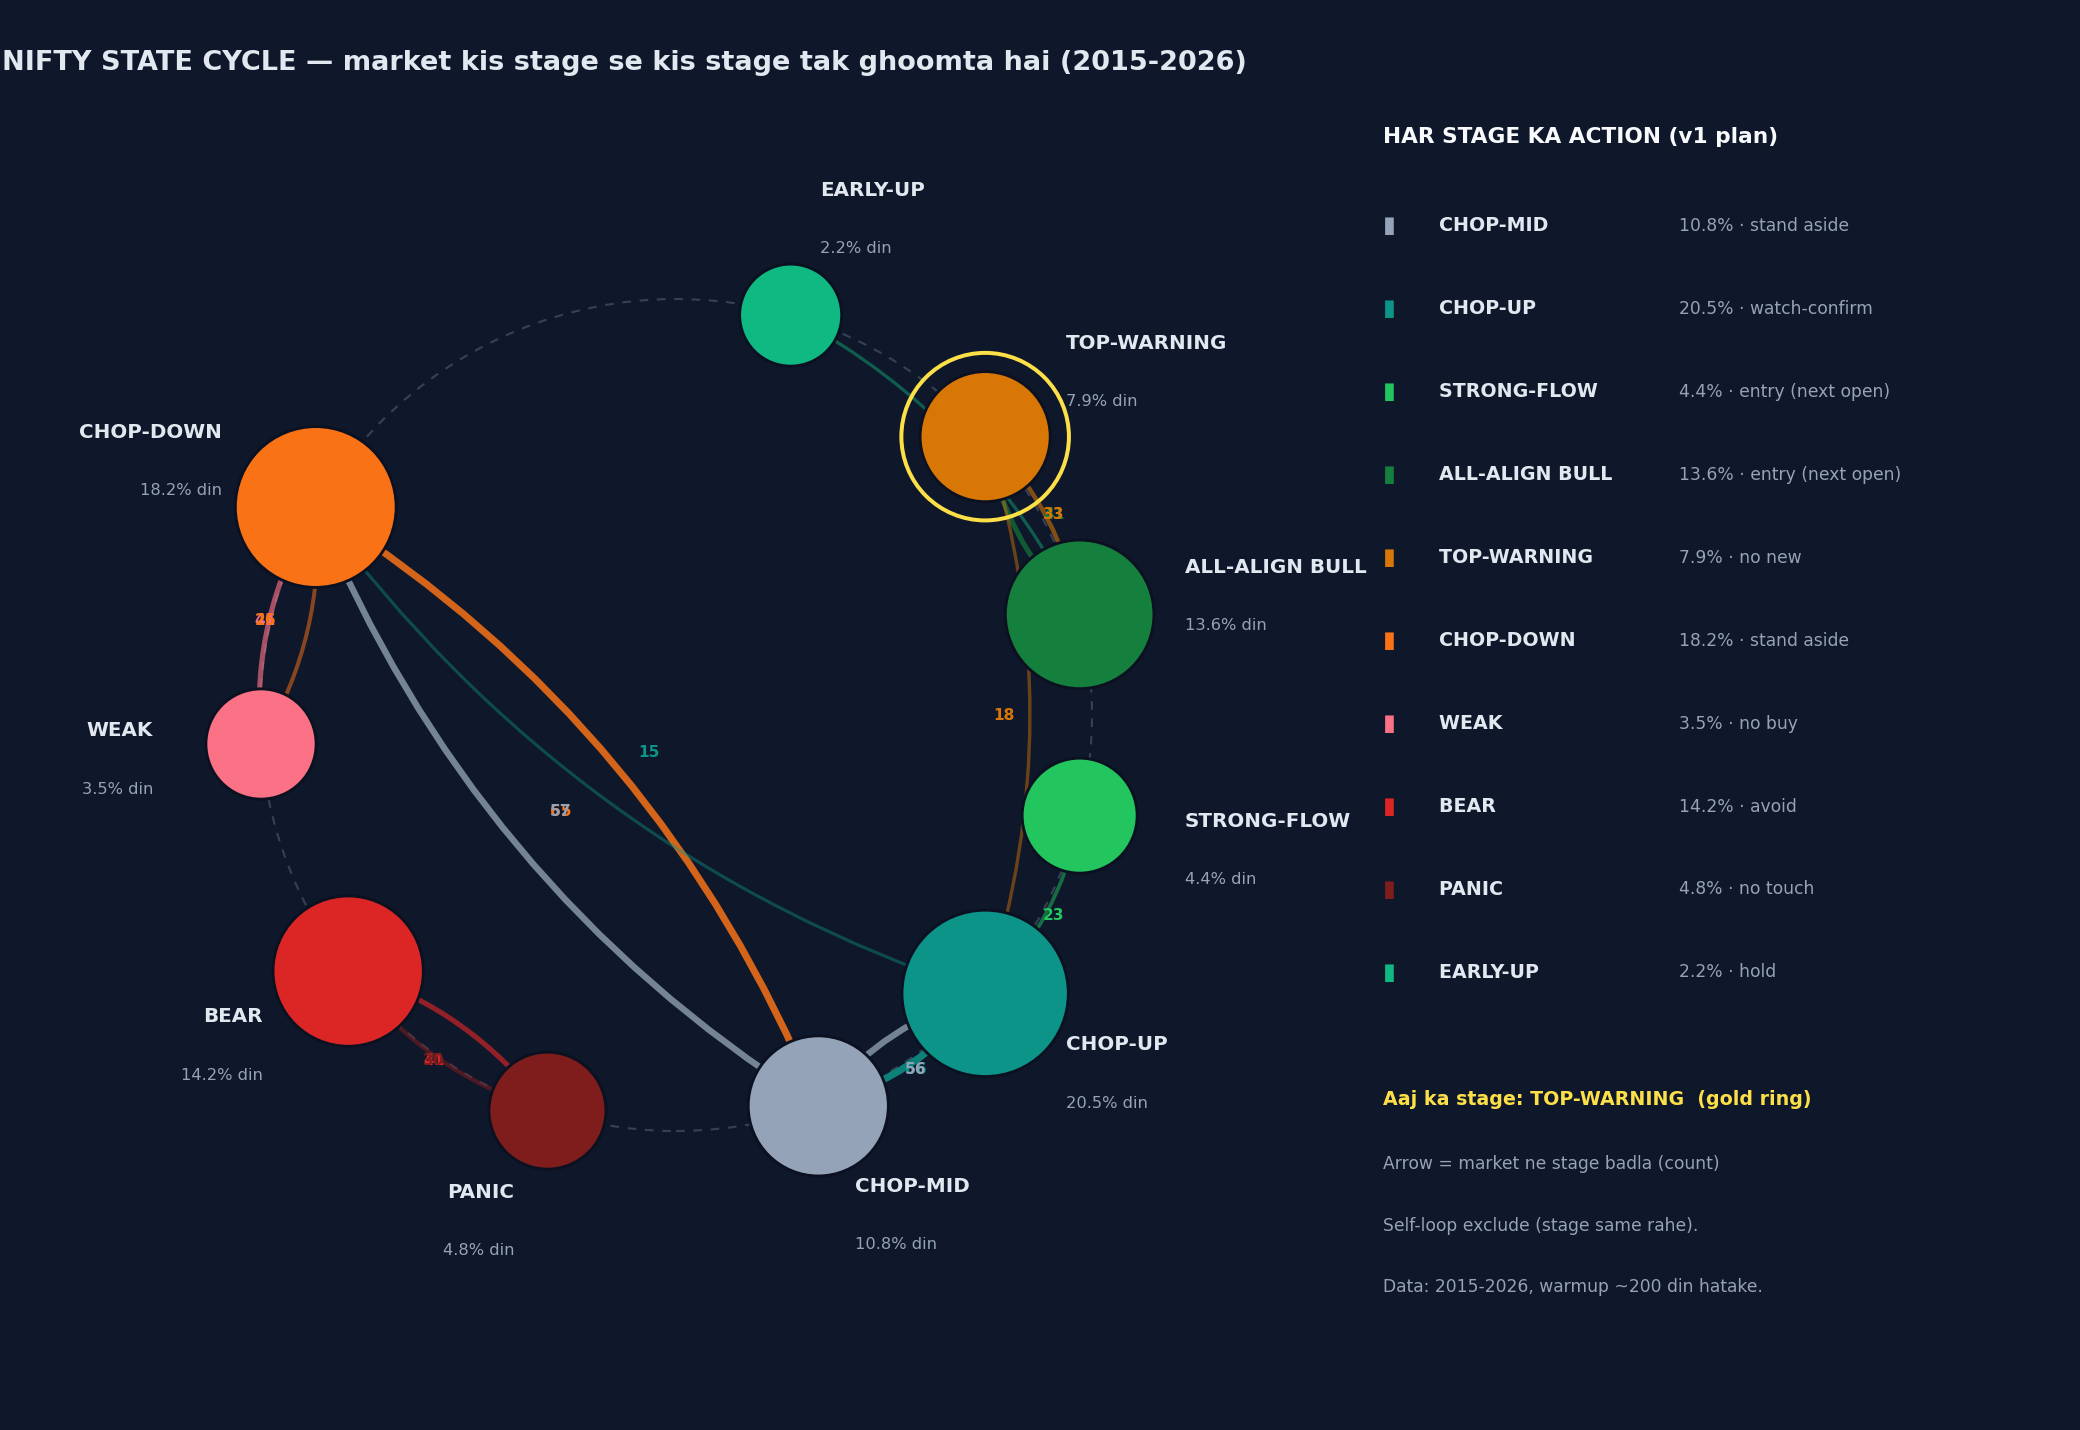 NIFTY STATE CYCLE — market kis stage se kis stage tak ghoomta hai (2015-2026)
EARLY-UP
2.2% din
TOP-WARNING
7.9% din
CHOP-DOWN
18.2% din
ALL-ALIGN BULL
13.6% din
WEAK
3.5% din
18
15
STRONG-FLOW
4.4% din
23
BEAR
14.2% din
CHOP-UP
20.5% din
56
PANIC
4.8% din
CHOP-MID
10.8% din
HAR STAGE KA ACTION (v1 plan)
CHOP-MID 10.8% · stand aside
CHOP-UP 20.5% · watch-confirm
STRONG-FLOW 4.4% · entry (next open)
ALL-ALIGN BULL 13.6% · entry (next open)
TOP-WARNING 7.9% · no new
CHOP-DOWN 18.2% · stand aside
WEAK 3.5% · no buy
BEAR 14.2% · avoid
PANIC 4.8% · no touch
EARLY-UP 2.2% · hold
Aaj ka stage: TOP-WARNING (gold ring)
Arrow = market ne stage badla (count)
Self-loop exclude (stage same rahe).
Data: 2015-2026, warmup ~200 din hatake.